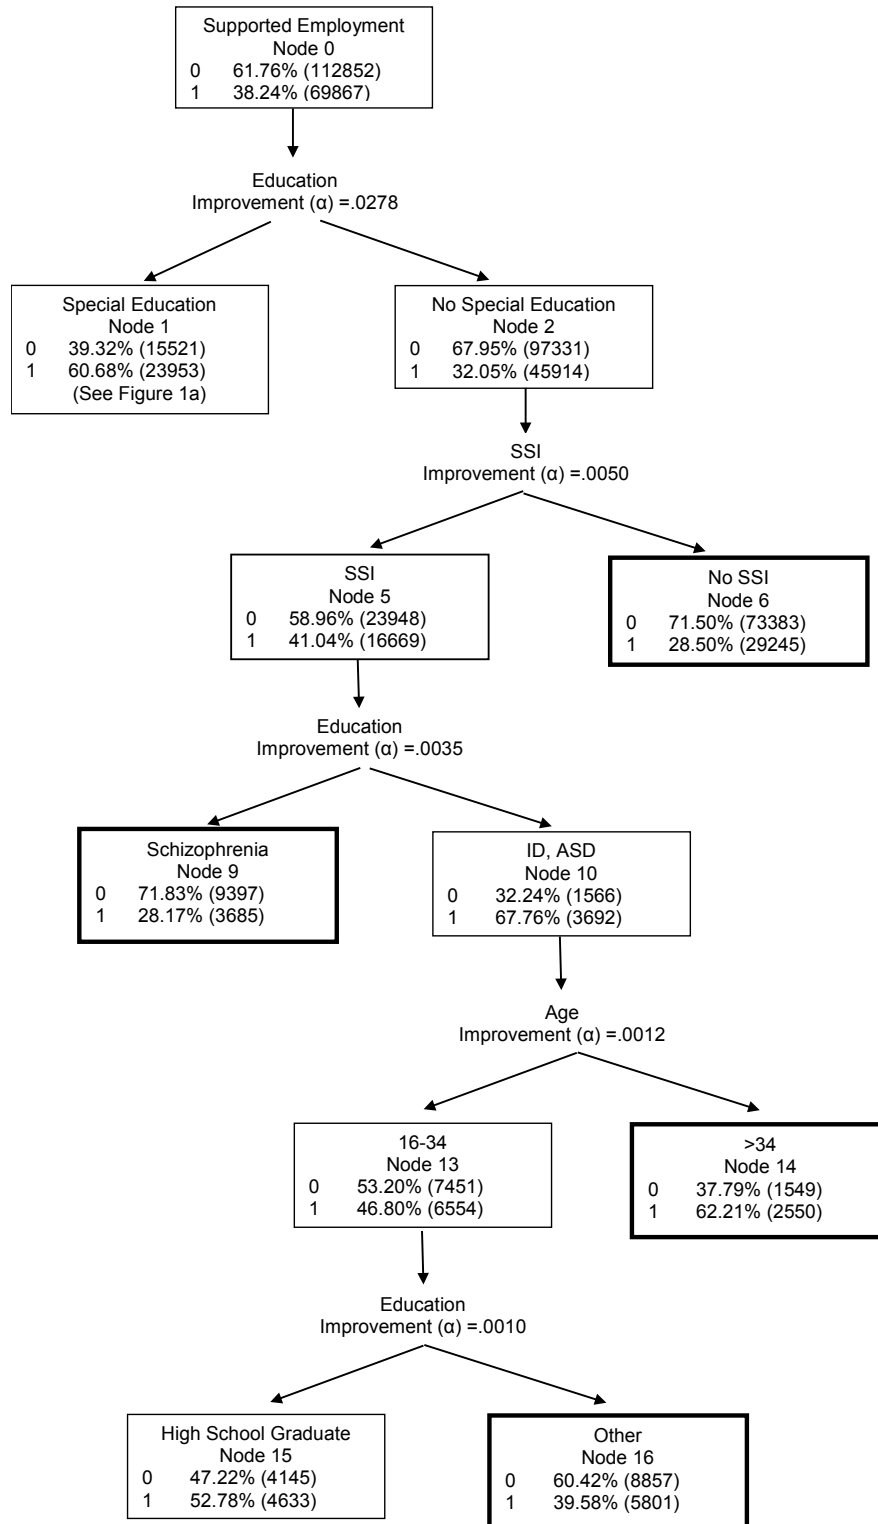 Supported Employment
Node 0
0 61.76% (112852)
1 38.24% (69867)
Education
Improvement (α) =.0278
Special Education
Node 1
0 39.32% (15521)
1 60.68% (23953)
(See Figure 1a)
No Special Education
Node 2
0 67.95% (97331)
1 32.05% (45914)
SSI
Improvement (α) =.0050
SSI
Node 5
0 58.96% (23948)
1 41.04% (16669)
No SSI
Node 6
0 71.50% (73383)
1 28.50% (29245)
Education
Improvement (α) =.0035
Schizophrenia
Node 9
0 71.83% (9397)
1 28.17% (3685)
ID, ASD
Node 10
0 32.24% (1566)
1 67.76% (3692)
Age
Improvement (α) =.0012
16-34
Node 13
0 53.20% (7451)
1 46.80% (6554)
>34
Node 14
0 37.79% (1549)
1 62.21% (2550)
Education
Improvement (α) =.0010
High School Graduate
Node 15
0 47.22% (4145)
1 52.78% (4633)
Other
Node 16
0 60.42% (8857)
1 39.58% (5801)